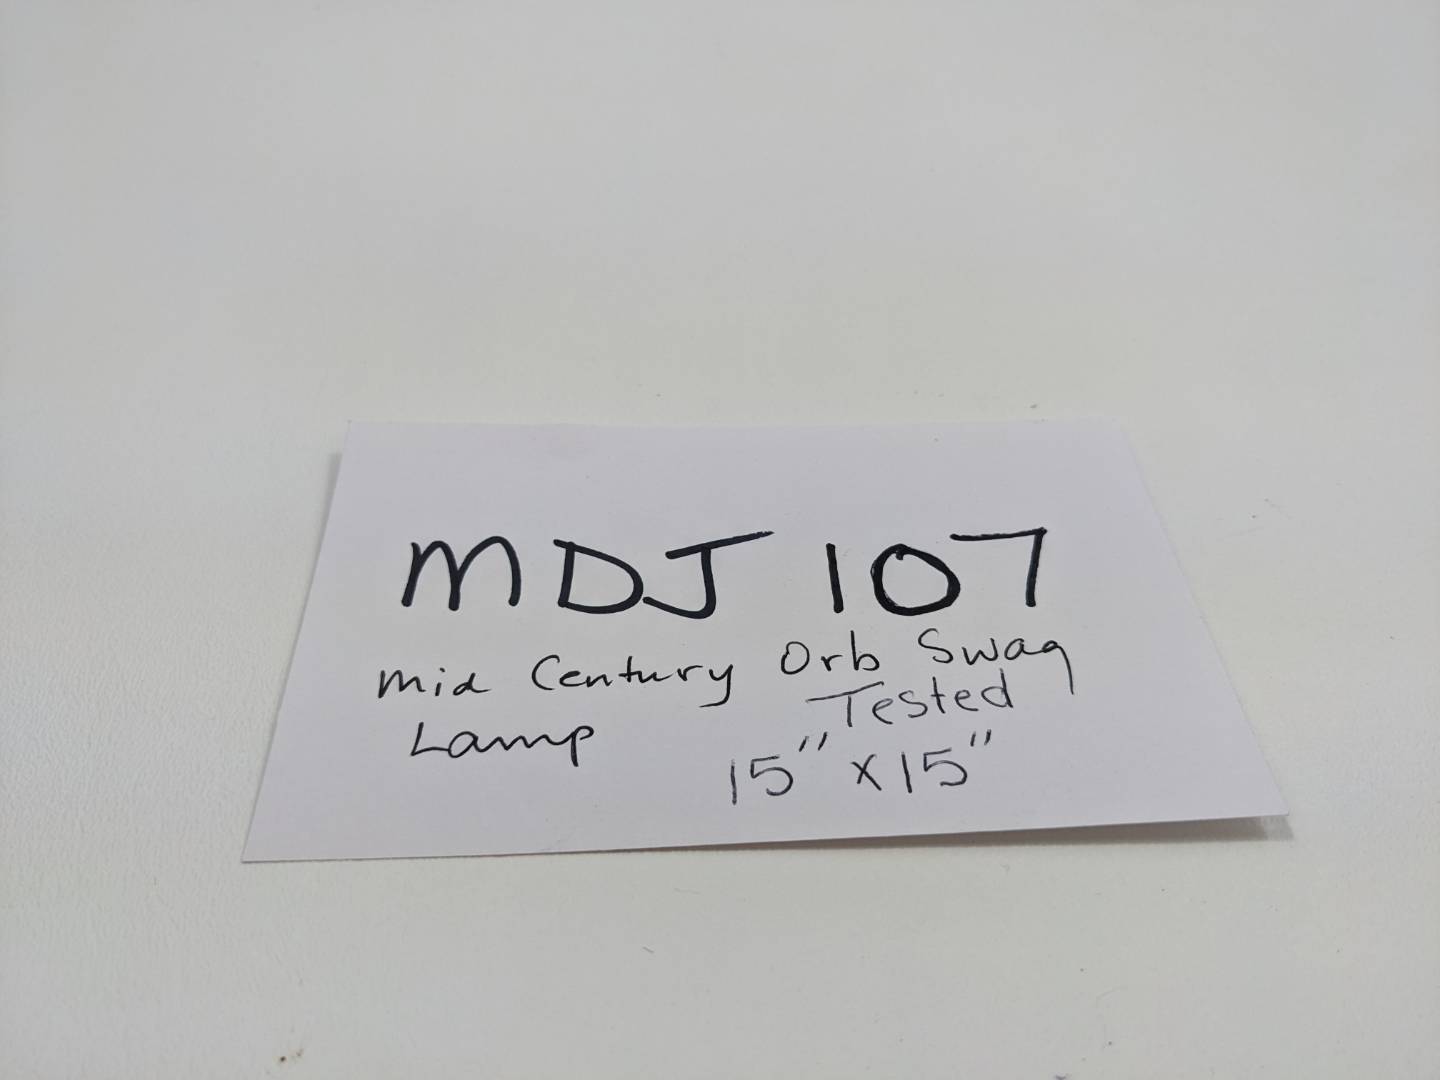 MDJ 107
Mid Century Orb Swag
Lamp Tested
15" x 15"